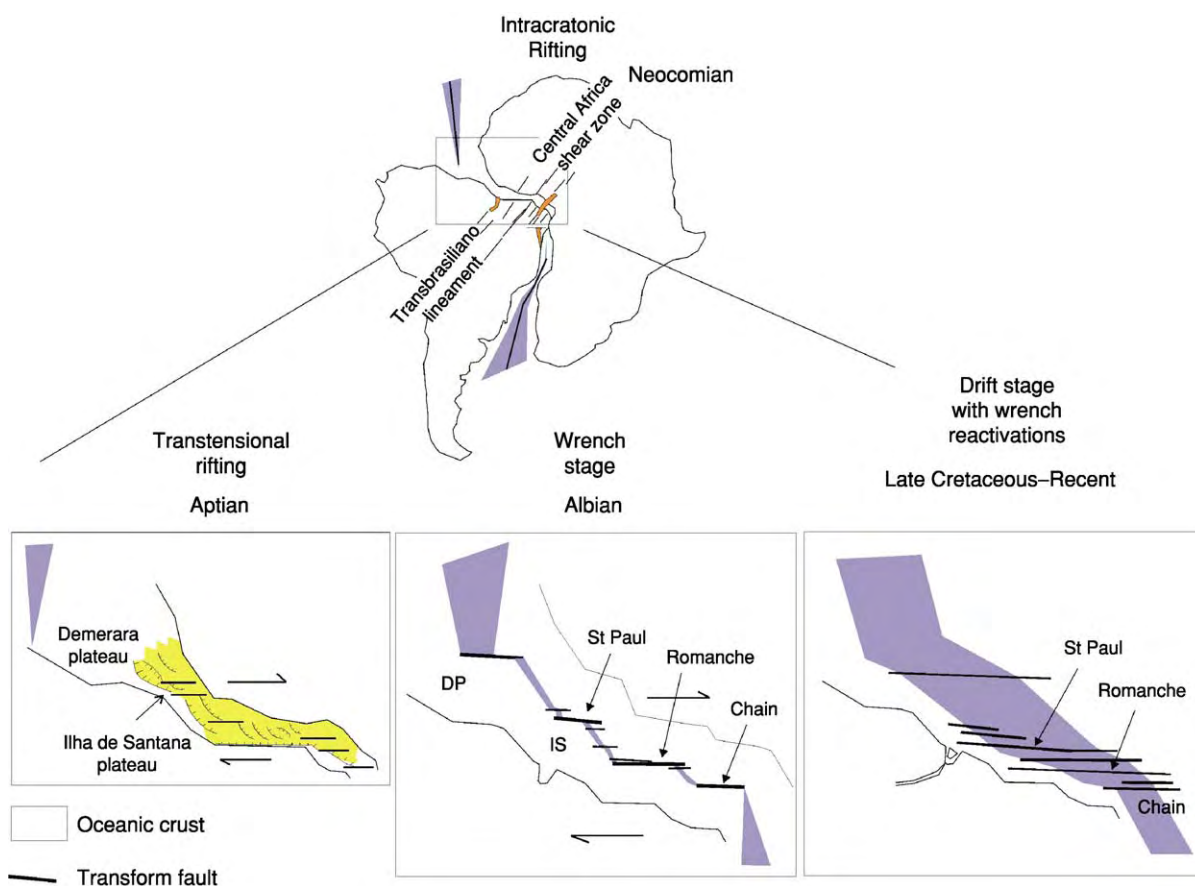 Intracratonic
Rifting
Neocomian
Central Africa
shear zone
Transbrasiliano
lineament
Transtensional
rifting
Aptian
Wrench
stage
Albian
Drift stage
with wrench
reactivations
Late Cretaceous–Recent
Demerara
plateau
Ilha de Santana
plateau
St Paul
Romanche
DP
Chain
IS
St Paul
Romanche
Chain
Oceanic crust
Transform fault